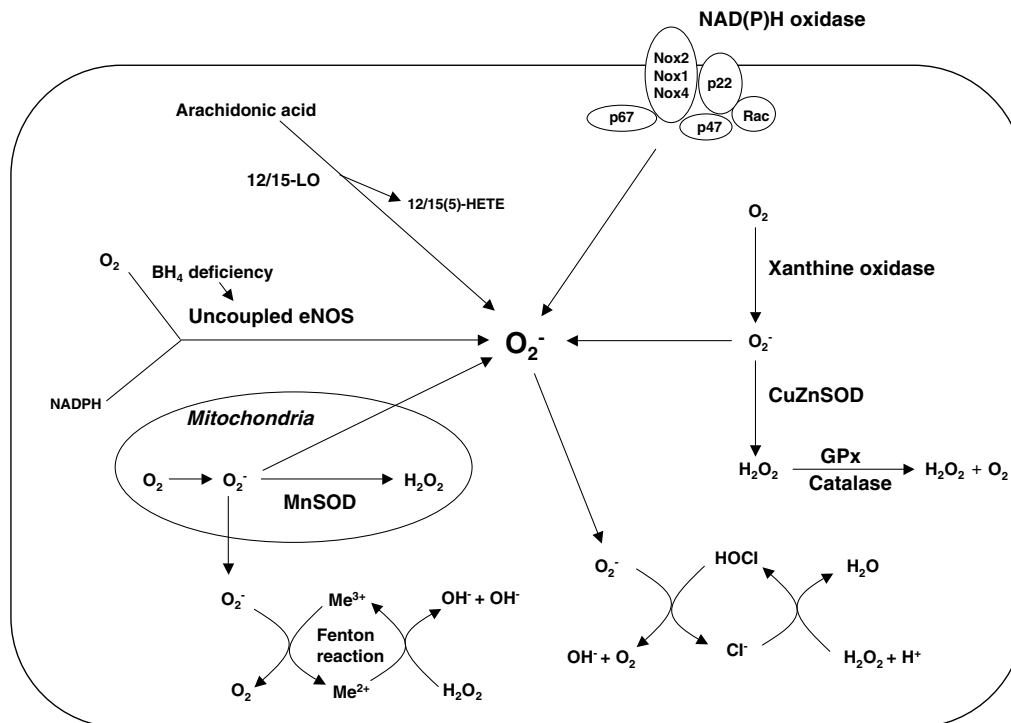 NAD(P)H oxidase
Nox2
Nox1
Nox4
p22
p67
p47
Rac
Arachidonic acid
12/15-LO
12/15(5)-HETE
O₂
Xanthine oxidase
O₂
BH₄ deficiency
Uncoupled eNOS
O₂⁻
O₂⁻
NADPH
CuZnSOD
Mitochondria
O₂
O₂⁻
H₂O₂
MnSOD
H₂O₂
GPx
Catalase
H₂O₂ + O₂
O₂⁻
HOCl
H₂O
OH⁻ + O₂
Cl⁻
H₂O₂ + H⁺
O₂⁻
Me³⁺
OH⁻ + OH⁻
Fenton
reaction
O₂
Me²⁺
H₂O₂